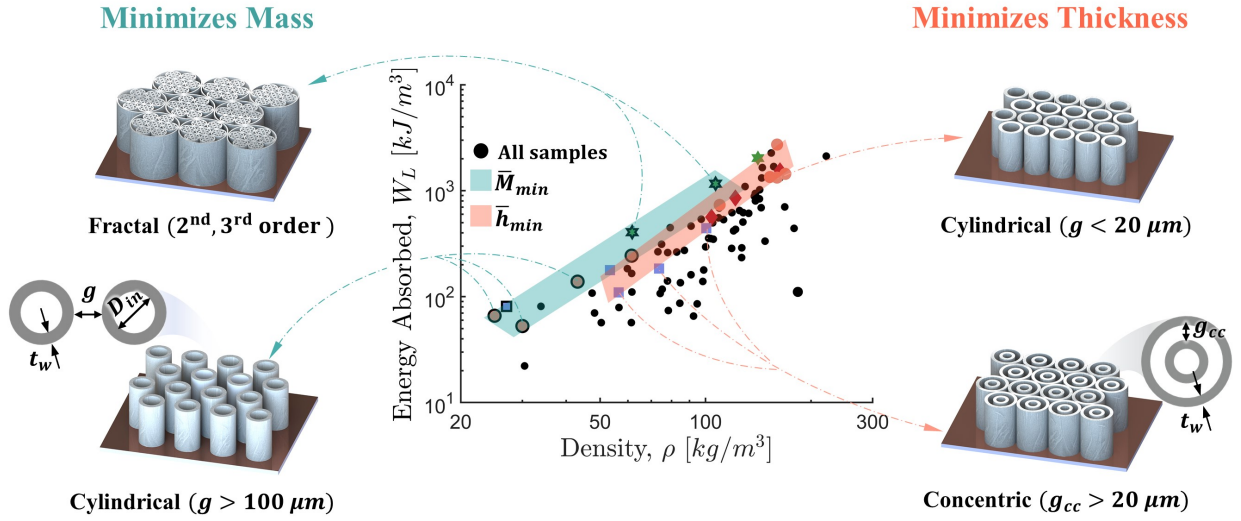 Minimizes Mass
Minimizes Thickness
Fractal (2nd, 3rd order )
Cylindrical (g < 20 μm)
g
D_in
t_w
Cylindrical (g > 100 μm)
Energy Absorbed, W_L [kJ/m³]
10⁴
10³
10²
10¹
All samples
M̅_min
h̅_min
20
50
100
300
Density, ρ [kg/m³]
g_cc
t_w
Concentric (g_cc > 20 μm)